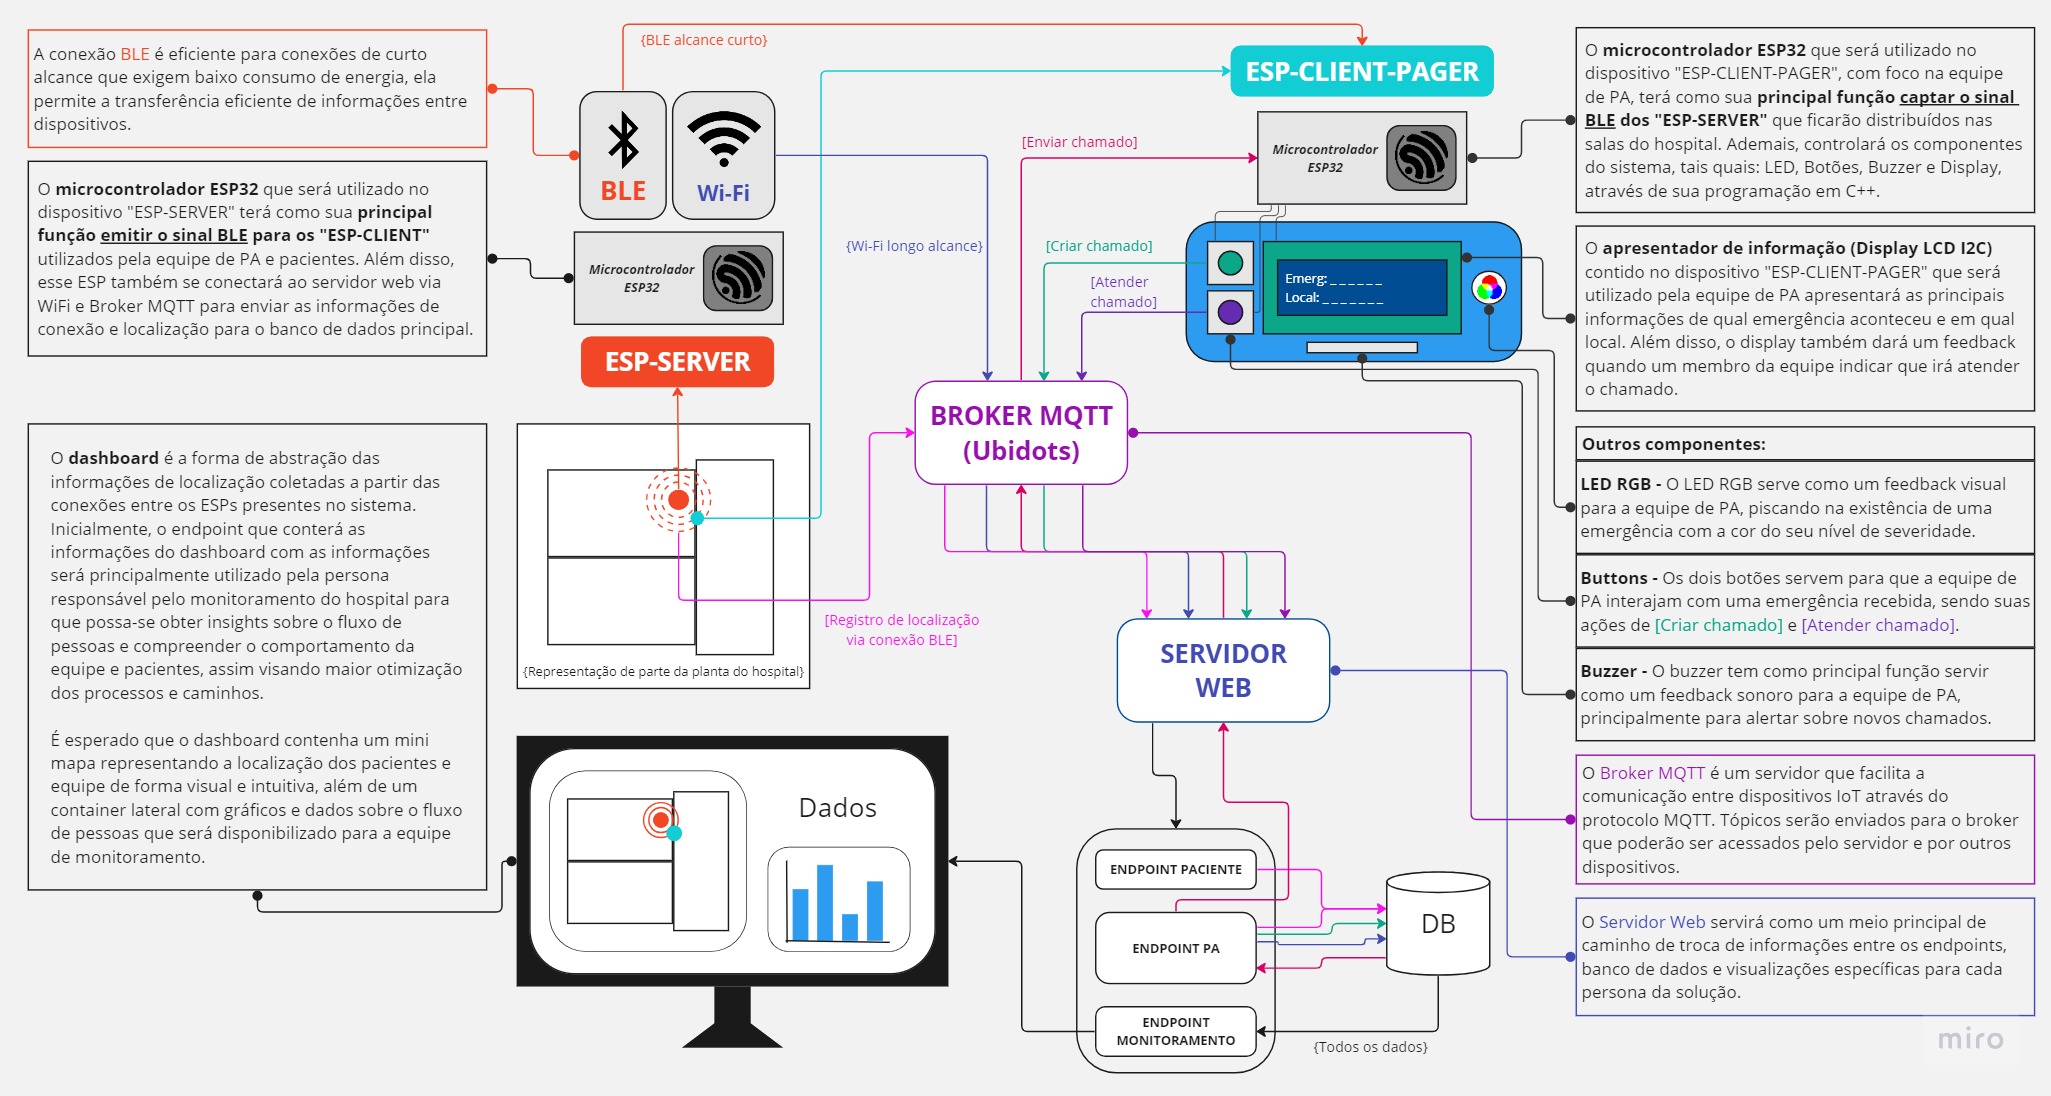 A conexão BLE é eficiente para conexões de curto
alcance que exigem baixo consumo de energia, ela
permite a transferência eficiente de informações entre
dispositivos.
O microcontrolador ESP32 que será utilizado no
dispositivo "ESP-SERVER" terá como sua principal
função emitir o sinal BLE para os "ESP-CLIENT"
utilizados pela equipe de PA e pacientes. Além disso,
esse ESP também se conectará ao servidor web via
WiFi e Broker MQTT para enviar as informações de
conexão e localização para o banco de dados principal.
O dashboard é a forma de abstração das
informações de localização coletadas a partir das
conexões entre os ESPs presentes no sistema.
Inicialmente, o endpoint que conterá as
informações do dashboard com as informações
será principalmente utilizado pela persona
responsável pelo monitoramento do hospital para
que possa-se obter insights sobre o fluxo de
pessoas e compreender o comportamento da
equipe e pacientes, assim visando maior otimização
dos processos e caminhos.
É esperado que o dashboard contenha um mini
mapa representando a localização dos pacientes e
equipe de forma visual e intuitiva, além de um
container lateral com gráficos e dados sobre o fluxo
de pessoas que será disponibilizado para a equipe
de monitoramento.
{BLE alcance curto}
BLE
Wi-Fi
Microcontrolador
ESP32
ESP-SERVER
{Representação de parte da planta do hospital}
Dados
ESP-CLIENT-PAGER
[Enviar chamado]
Microcontrolador
ESP32
{Wi-Fi longo alcance}
[Criar chamado]
[Atender
chamado]
Emerg: _ _ _ _ _ _
Local: _ _ _ _ _ _ _
BROKER MQTT
(Ubidots)
[Registro de localização
via conexão BLE]
SERVIDOR
WEB
ENDPOINT PACIENTE
ENDPOINT PA
ENDPOINT
MONITORAMENTO
DB
{Todos os dados}
O microcontrolador ESP32 que será utilizado no
dispositivo "ESP-CLIENT-PAGER", com foco na equipe
de PA, terá como sua principal função captar o sinal
BLE dos "ESP-SERVER" que ficarão distribuídos nas
salas do hospital. Ademais, controlará os componentes
do sistema, tais quais: LED, Botões, Buzzer e Display,
através de sua programação em C++.
O apresentador de informação (Display LCD I2C)
contido no dispositivo "ESP-CLIENT-PAGER" que será
utilizado pela equipe de PA apresentará as principais
informações de qual emergência aconteceu e em qual
local. Além disso, o display também dará um feedback
quando um membro da equipe indicar que irá atender
o chamado.
Outros componentes:
LED RGB - O LED RGB serve como um feedback visual
para a equipe de PA, piscando na existência de uma
emergência com a cor do seu nível de severidade.
Buttons - Os dois botões servem para que a equipe de
PA interajam com uma emergência recebida, sendo suas
ações de [Criar chamado] e [Atender chamado].
Buzzer - O buzzer tem como principal função servir
como um feedback sonoro para a equipe de PA,
principalmente para alertar sobre novos chamados.
O Broker MQTT é um servidor que facilita a
comunicação entre dispositivos IoT através do
protocolo MQTT. Tópicos serão enviados para o broker
que poderão ser acessados pelo servidor e por outros
dispositivos.
O Servidor Web servirá como um meio principal de
caminho de troca de informações entre os endpoints,
banco de dados e visualizações específicas para cada
persona da solução.
miro